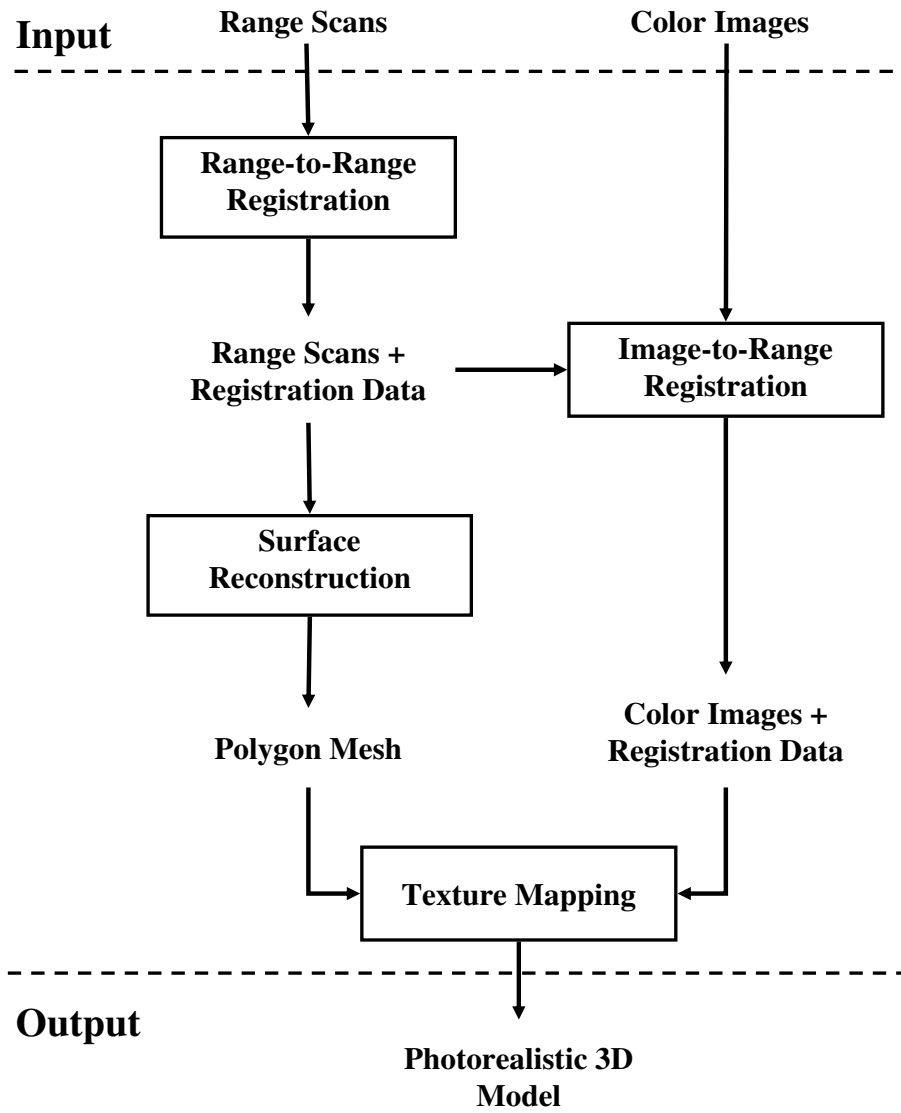 Input
Range Scans
Color Images
Range-to-Range
Registration
Range Scans +
Registration Data
Image-to-Range
Registration
Surface
Reconstruction
Polygon Mesh
Color Images +
Registration Data
Texture Mapping
Output
Photorealistic 3D
Model